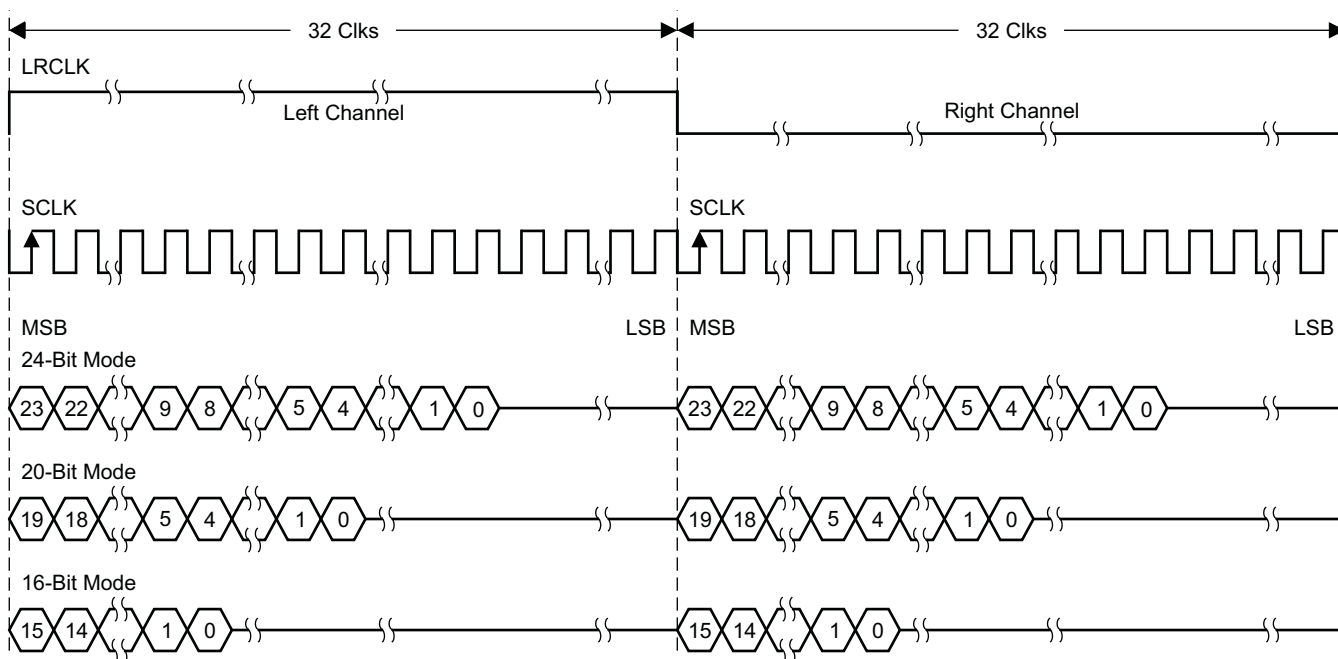 32 Clks 32 Clks
LRCLK
Left Channel Right Channel
SCLK SCLK
MSB LSB MSB LSB
24-Bit Mode
23 22 9 8 5 4 1 0 23 22 9 8 5 4 1 0
20-Bit Mode
19 18 5 4 1 0 19 18 5 4 1 0
16-Bit Mode
15 14 1 0 15 14 1 0